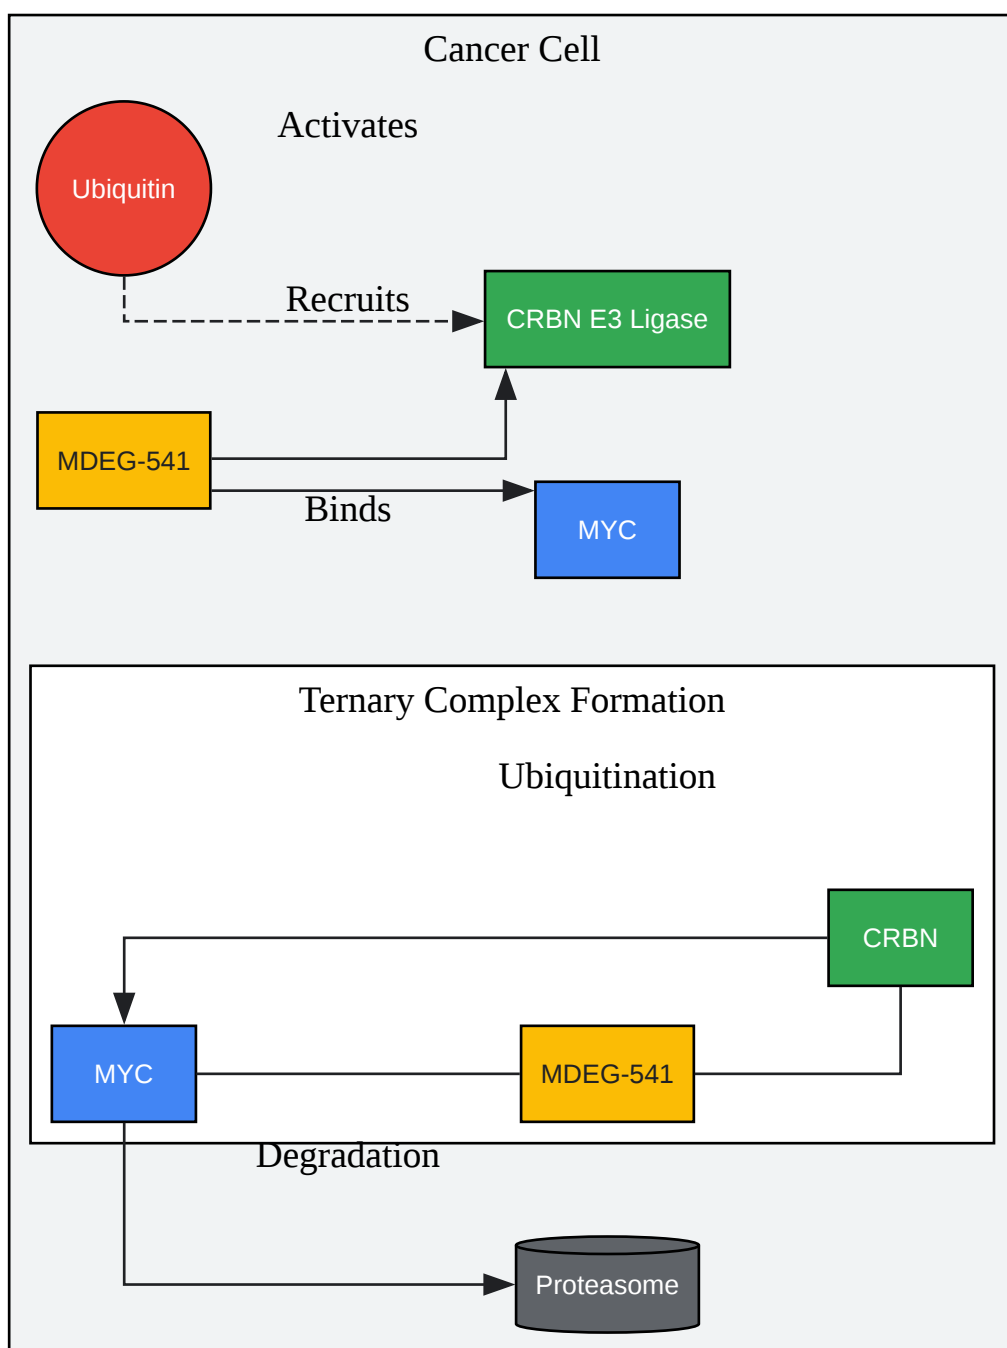 Cancer Cell
Activates
Ubiquitin
Recruits
CRBN E3 Ligase
MDEG-541
Binds
MYC
Ternary Complex Formation
Ubiquitination
CRBN
MYC
MDEG-541
Degradation
Proteasome